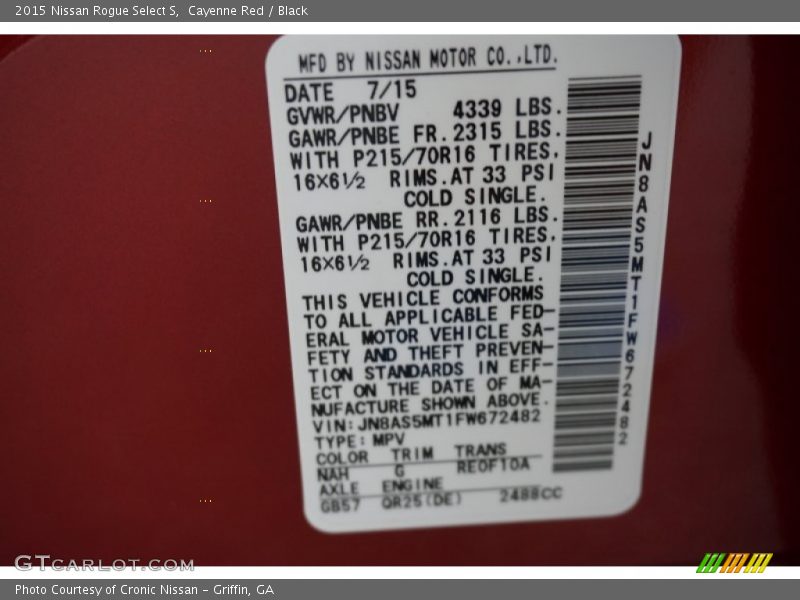 2015 Nissan Rogue Select S,  Cayenne Red / Black
MFD BY NISSAN MOTOR CO.,LTD.
DATE 7/15
GVWR/PNBV 4339 LBS.
GAWR/PNBE FR. 2315 LBS.
WITH P215/70R16 TIRES,
16×6½ RIMS.AT 33 PSI
COLD SINGLE.
GAWR/PNBE RR. 2116 LBS.
WITH P215/70R16 TIRES,
16×6½ RIMS.AT 33 PSI
COLD SINGLE.
THIS VEHICLE CONFORMS
TO ALL APPLICABLE FED-
ERAL MOTOR VEHICLE SA-
FETY AND THEFT PREVEN-
TION STANDARDS IN EFF-
ECT ON THE DATE OF MA-
NUFACTURE SHOWN ABOVE.
VIN:JN8AS5MT1FW672482
TYPE:MPV
COLOR TRIM TRANS
NAH G RE0F10A
AXLE ENGINE
GB57 QR25(DE) 2488CC
JN8AS5MT1FW672482
GTCARLOT.COM
Photo Courtesy of Cronic Nissan - Griffin, GA